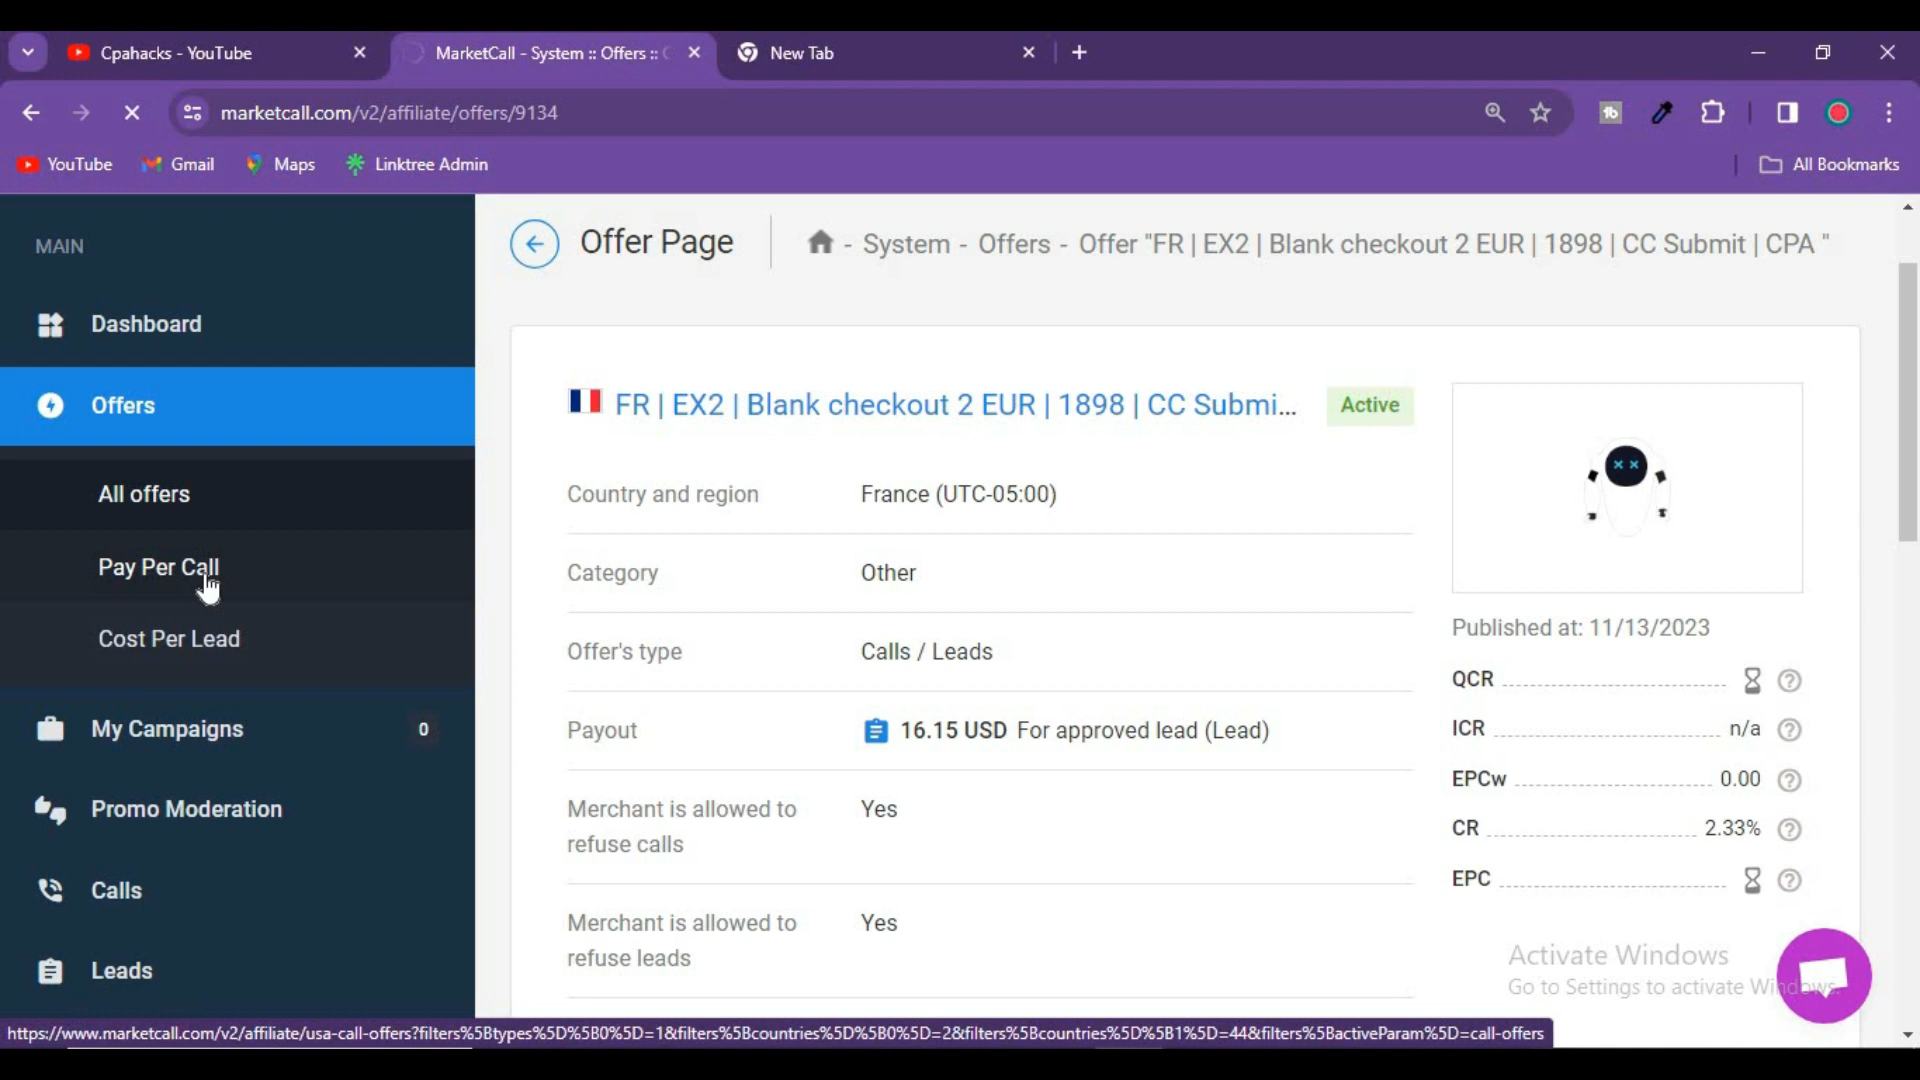 Cpahacks - YouTube
MarketCall - System :: Offers ::
New Tab
marketcall.com/v2/affiliate/offers/9134
YouTube
Gmail
Maps
Linktree Admin
All Bookmarks
MAIN
Dashboard
Offers
All offers
Pay Per Call
Cost Per Lead
My Campaigns 0
Promo Moderation
Calls
Leads
Offer Page
- System - Offers - Offer "FR | EX2 | Blank checkout 2 EUR | 1898 | CC Submit | CPA "
FR | EX2 | Blank checkout 2 EUR | 1898 | CC Submi...
Active
Country and region France (UTC-05:00)
Category Other
Offer's type Calls / Leads
Payout 16.15 USD For approved lead (Lead)
Merchant is allowed to Yes
refuse calls
Merchant is allowed to Yes
refuse leads
Published at: 11/13/2023
QCR
ICR n/a
EPCw 0.00
CR 2.33%
EPC
Activate Windows
Go to Settings to activate Windows.
https://www.marketcall.com/v2/affiliate/usa-call-offers?filters%5Btypes%5D%5B0%5D=1&filters%5Bcountries%5D%5B0%5D=2&filters%5Bcountries%5D%5B1%5D=44&filters%5BactiveParam%5D=call-offers